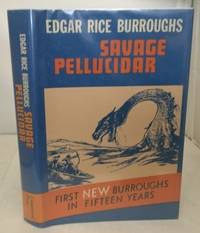 EDGAR RICE BURROUGHS
SAVAGE
PELLUCIDAR
FIRST NEW BURROUGHS
IN FIFTEEN YEARS
EDGAR RICE BURROUGHS
SAVAGE
PELLUCIDAR